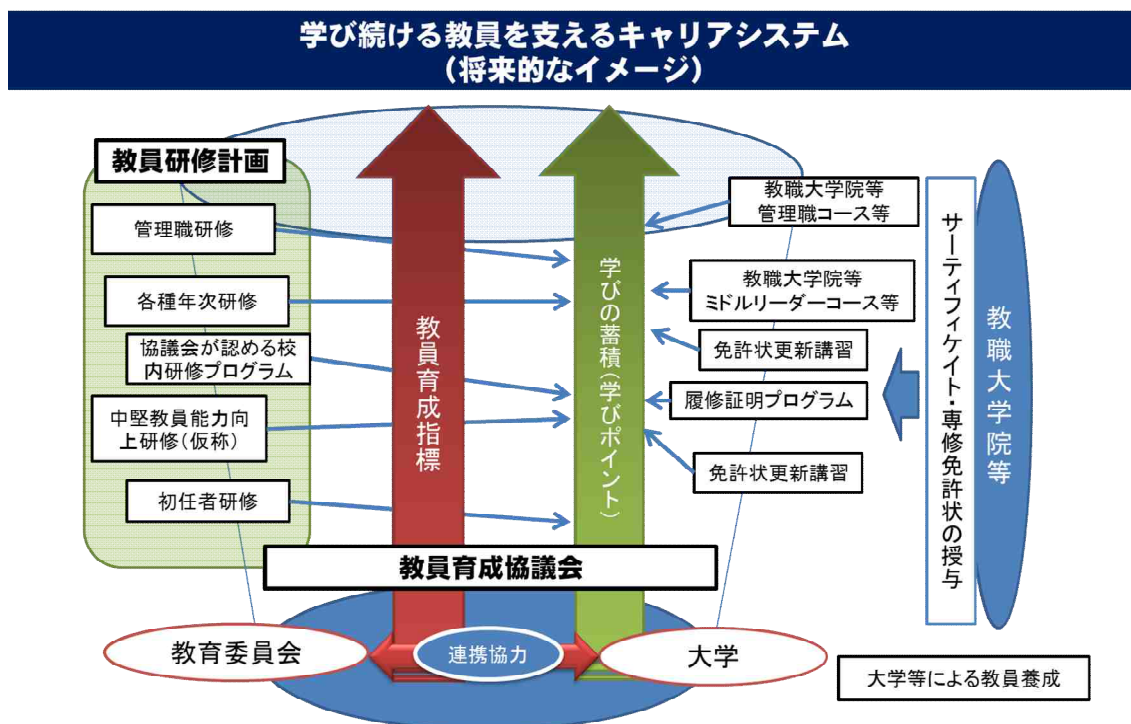 学び続ける教員を支えるキャリアシステム
（将来的なイメージ）
教員研修計画
管理職研修
各種年次研修
協議会が認める校
内研修プログラム
中堅教員能力向
上研修（仮称）
初任者研修
教員育成指標
学びの蓄積（学びポイント）
教職大学院等
管理職コース等
教職大学院等
ミドルリーダーコース等
免許状更新講習
履修証明プログラム
免許状更新講習
サーティフィケイト・専修免許状の授与
教職大学院等
教員育成協議会
教育委員会
連携協力
大学
大学等による教員養成